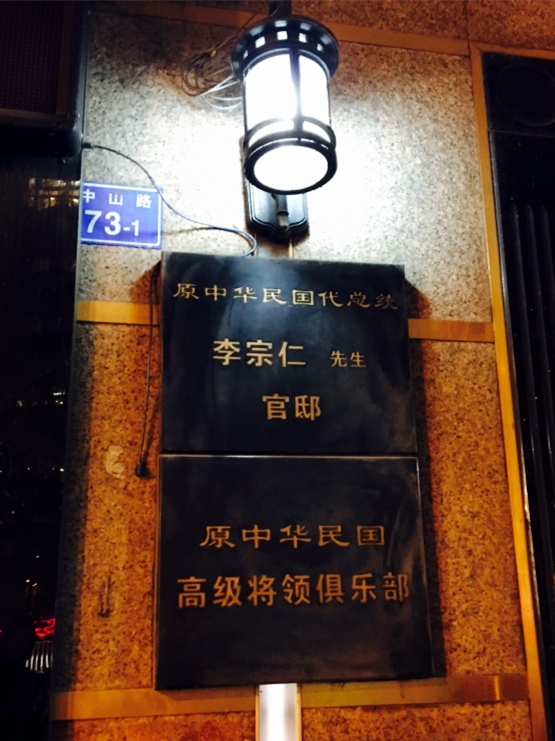 中山路
73-1
原中华民国代总统
李宗仁 先生
官邸
原中华民国
高级将领俱乐部